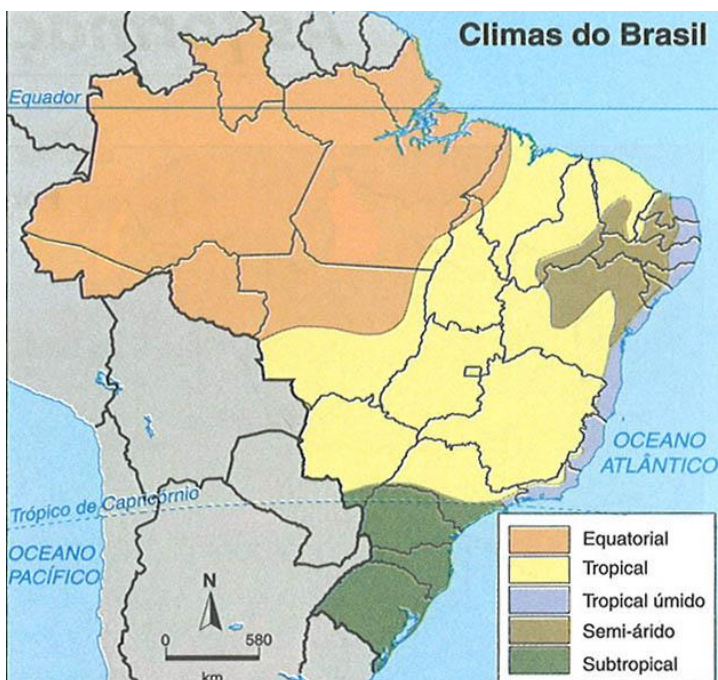 Climas do Brasil
Equador
OCEANO
ATLÂNTICO
Trópico de Capricórnio
OCEANO
PACÍFICO
N
0 580
km
Equatorial
Tropical
Tropical úmido
Semi-árido
Subtropical